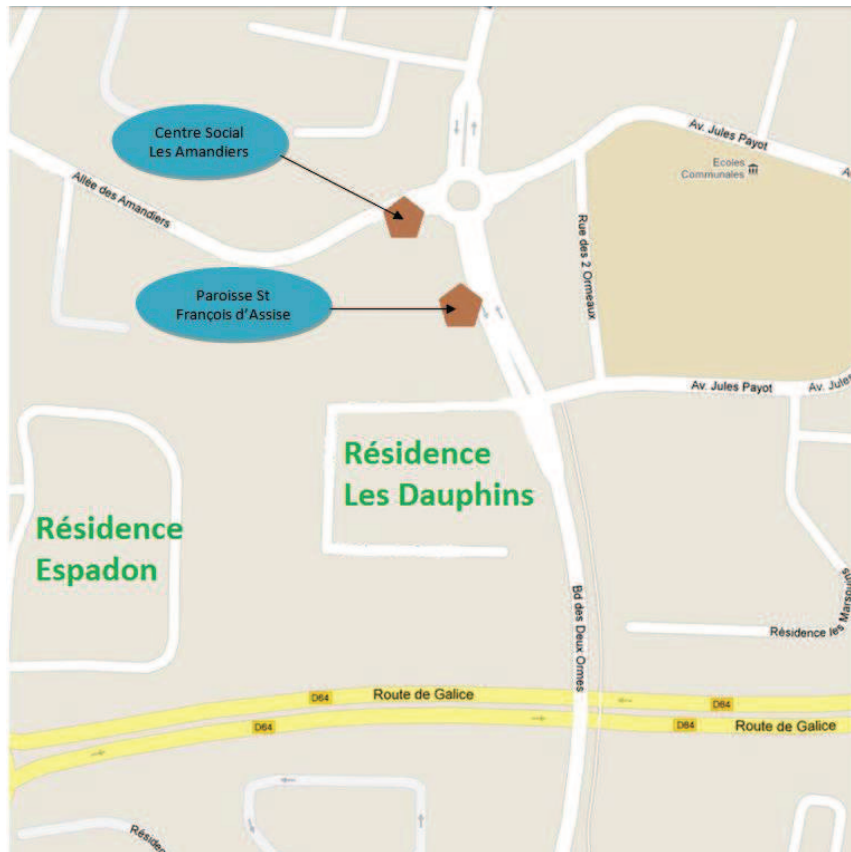 Centre Social
Les Amandiers
Av. Jules Payot
Ecoles
Communales
Allée des Amandiers
Rue des 2 Ormeaux
Paroisse St
François d'Assise
Av. Jules Payot
Av. Jules
Résidence
Les Dauphins
Résidence
Espadon
Bd des Deux Ormes
Résidence les Marsouins
Route de Galice
D64
D64
D64
D64
Route de Galice